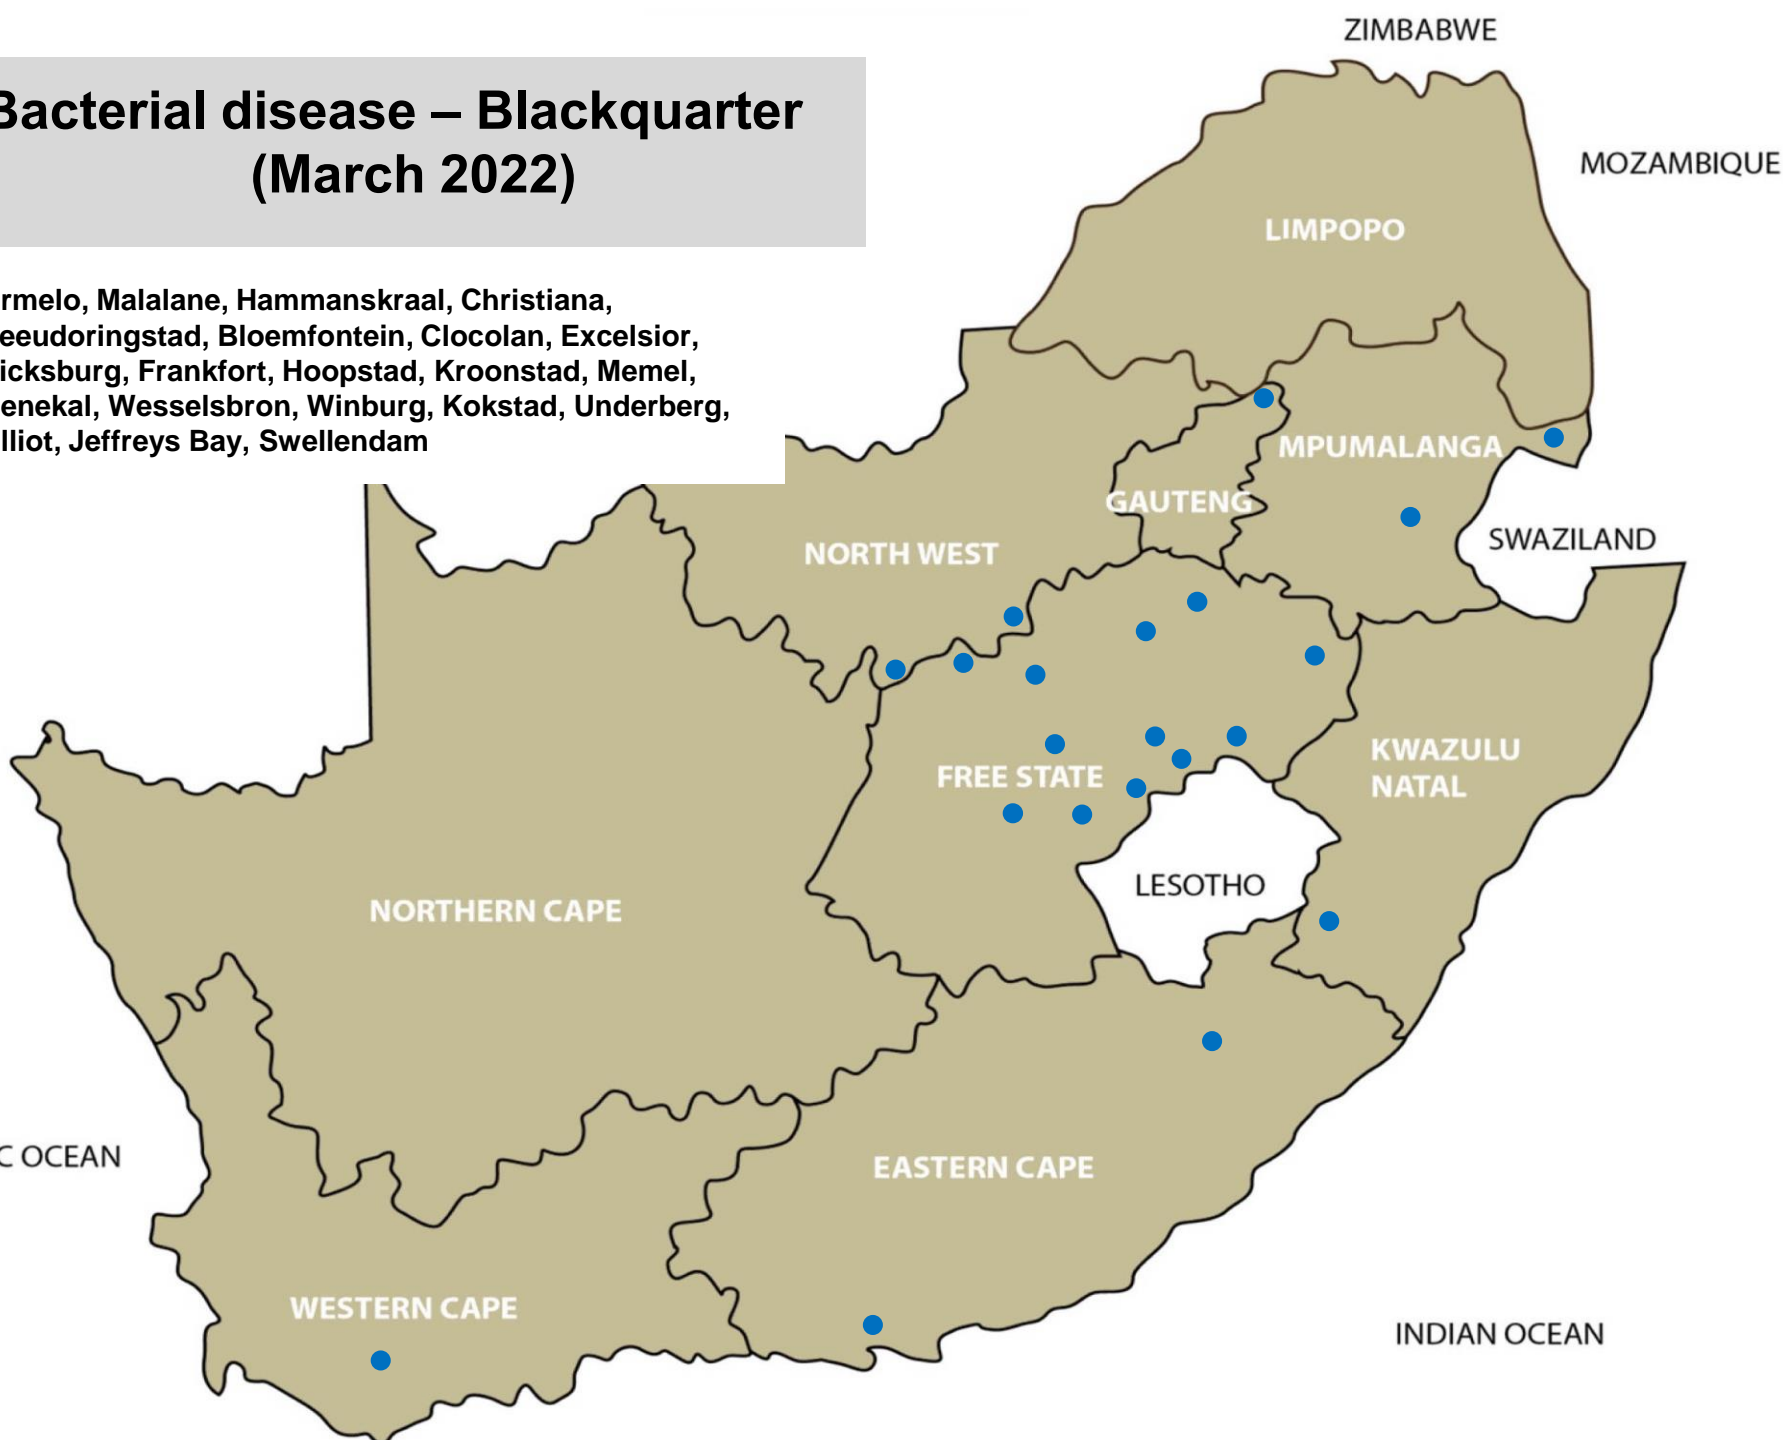 Bacterial disease – Blackquarter
(March 2022)
rmelo, Malalane, Hammanskraal, Christiana,
eeudoringstad, Bloemfontein, Clocolan, Excelsior,
icksburg, Frankfort, Hoopstad, Kroonstad, Memel,
enekal, Wesselsbron, Winburg, Kokstad, Underberg,
lliot, Jeffreys Bay, Swellendam
ZIMBABWE
MOZAMBIQUE
LIMPOPO
MPUMALANGA
GAUTENG
NORTH WEST
SWAZILAND
KWAZULU
NATAL
FREE STATE
LESOTHO
NORTHERN CAPE
C OCEAN
EASTERN CAPE
WESTERN CAPE
INDIAN OCEAN